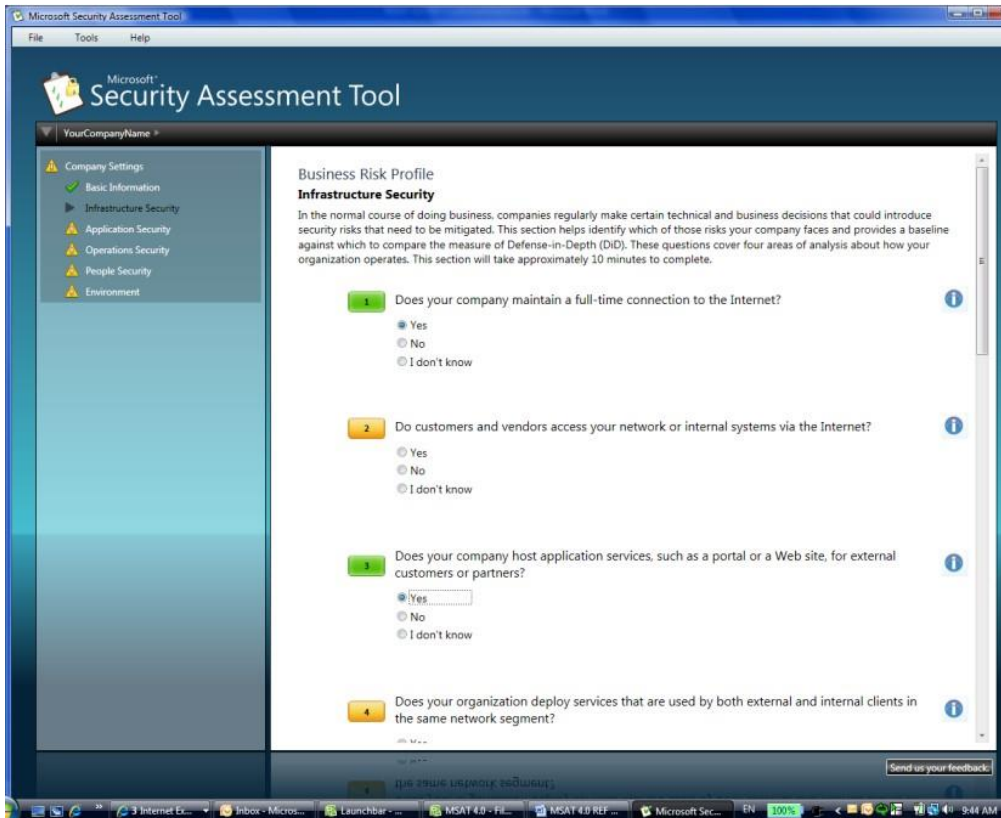 Microsoft Security Assessment Tool
File Tools Help
Microsoft
Security Assessment Tool
YourCompanyName
Company Settings
Basic Information
Infrastructure Security
Application Security
Operations Security
People Security
Environment
Business Risk Profile
Infrastructure Security
In the normal course of doing business, companies regularly make certain technical and business decisions that could introduce
security risks that need to be mitigated. This section helps identify which of those risks your company faces and provides a baseline
against which to compare the measure of Defense-in-Depth (DiD). These questions cover four areas of analysis about how your
organization operates. This section will take approximately 10 minutes to complete.
1 Does your company maintain a full-time connection to the Internet?
Yes
No
I don't know
2 Do customers and vendors access your network or internal systems via the Internet?
Yes
No
I don't know
3 Does your company host application services, such as a portal or a Web site, for external
customers or partners?
Yes
No
I don't know
4 Does your organization deploy services that are used by both external and internal clients in
the same network segment?
Yes
Send us your feedback
3 Internet Ex... Inbox - Micros... Launchbar - ... MSAT 4.0 - Fil... MSAT 4.0 REF ... Microsoft Sec... EN 100% 9:44 AM